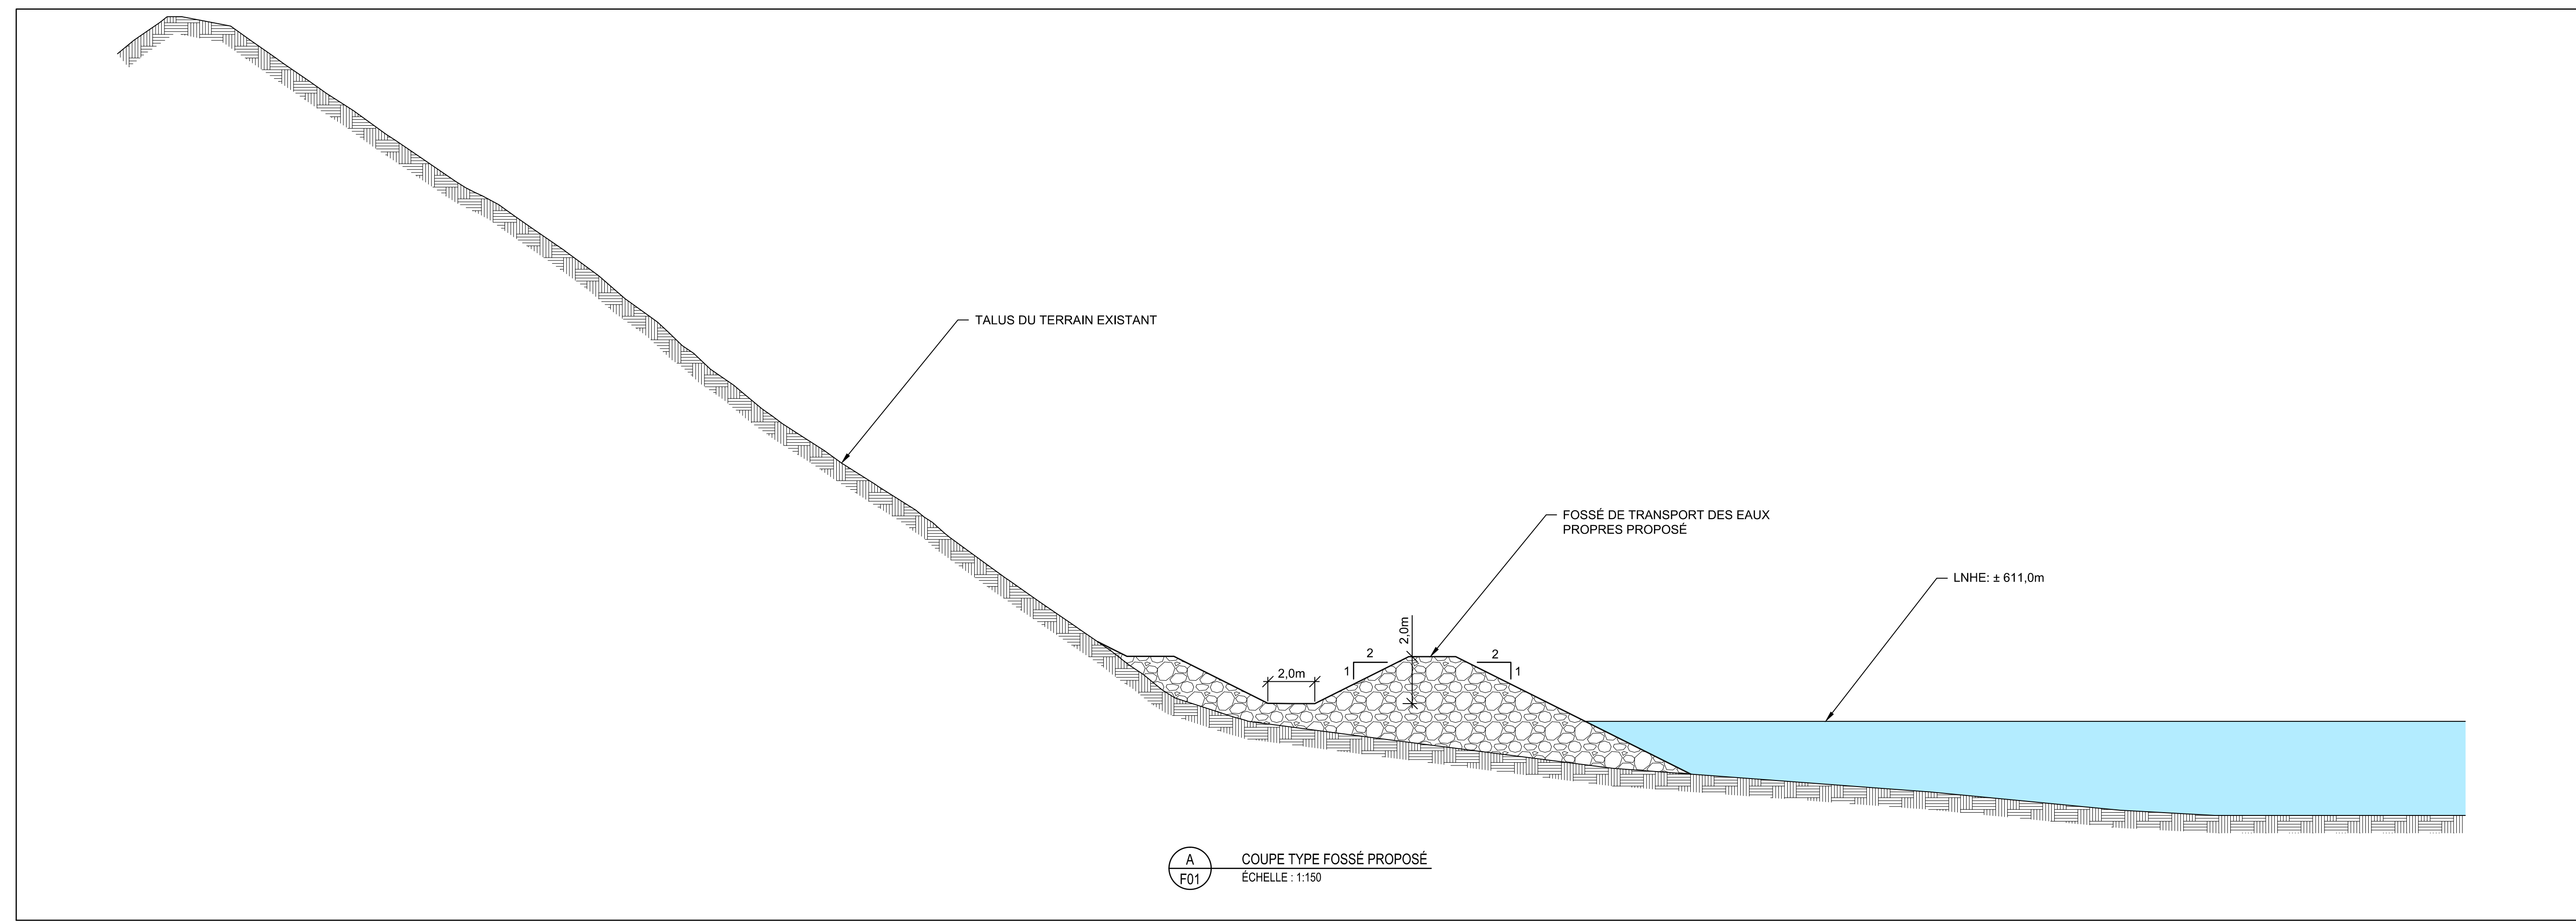 TALUS DU TERRAIN EXISTANT
FOSSÉ DE TRANSPORT DES EAUX
PROPRES PROPOSÉ
LNHE: ± 611,0m
2,0m
2
1
2,0m
2
1
A
F01
COUPE TYPE FOSSÉ PROPOSÉ
ÉCHELLE : 1:150